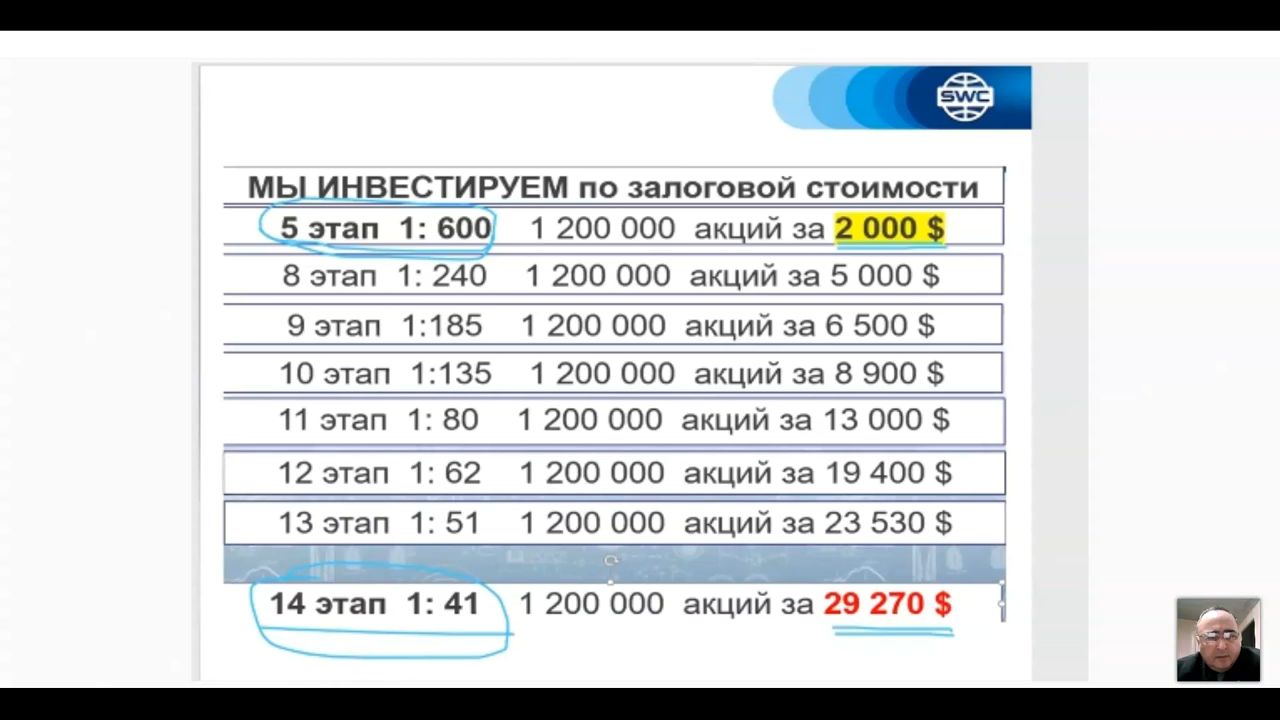 SWC
МЫ ИНВЕСТИРУЕМ по залоговой стоимости
5 этап 1: 600 1 200 000 акций за 2 000 $
8 этап 1: 240 1 200 000 акций за 5 000 $
9 этап 1:185 1 200 000 акций за 6 500 $
10 этап 1:135 1 200 000 акций за 8 900 $
11 этап 1: 80 1 200 000 акций за 13 000 $
12 этап 1: 62 1 200 000 акций за 19 400 $
13 этап 1: 51 1 200 000 акций за 23 530 $
14 этап 1: 41 1 200 000 акций за 29 270 $